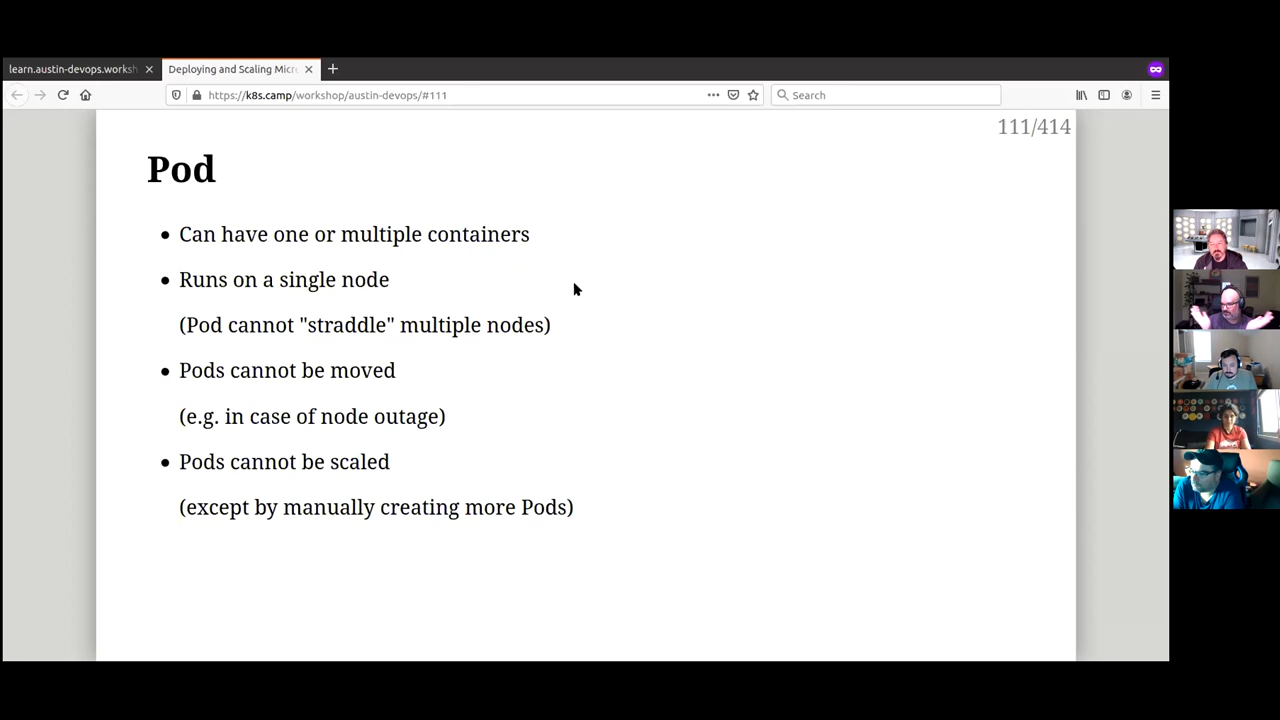 learn.austin-devops.worksh
Deploying and Scaling Micr
https://k8s.camp/workshop/austin-devops/#111
Search
111/414
Pod
Can have one or multiple containers
Runs on a single node
(Pod cannot "straddle" multiple nodes)
Pods cannot be moved
(e.g. in case of node outage)
Pods cannot be scaled
(except by manually creating more Pods)